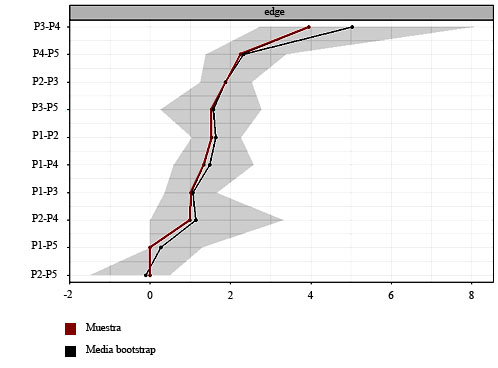 edge
P3-P4
P4-P5
P2-P3
P3-P5
P1-P2
P1-P4
P1-P3
P2-P4
P1-P5
P2-P5
-2 0 2 4 6 8
Muestra
Media bootstrap